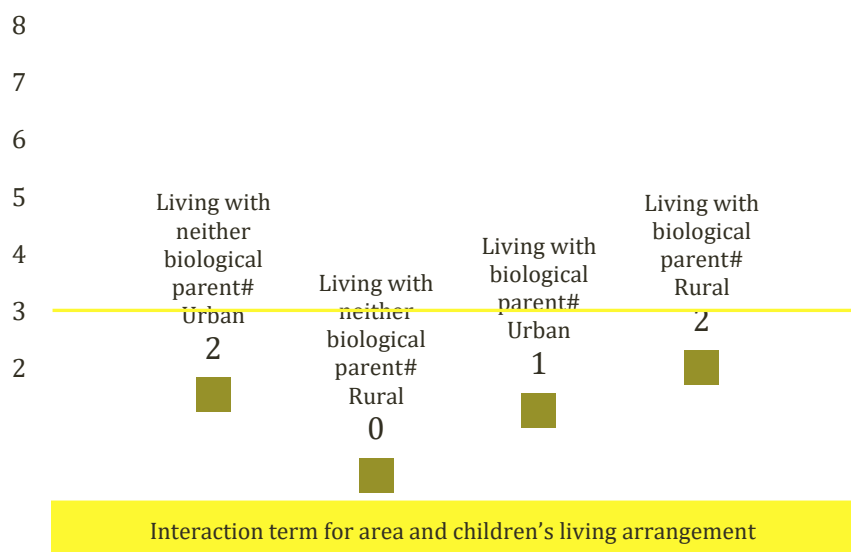 8
7
6
5
4
3
2
Living with
neither
biological
parent#
Urban
2
Living with
neither
biological
parent#
Rural
0
Living with
biological
parent#
Urban
1
Living with
biological
parent#
Rural
2
Interaction term for area and children’s living arrangement